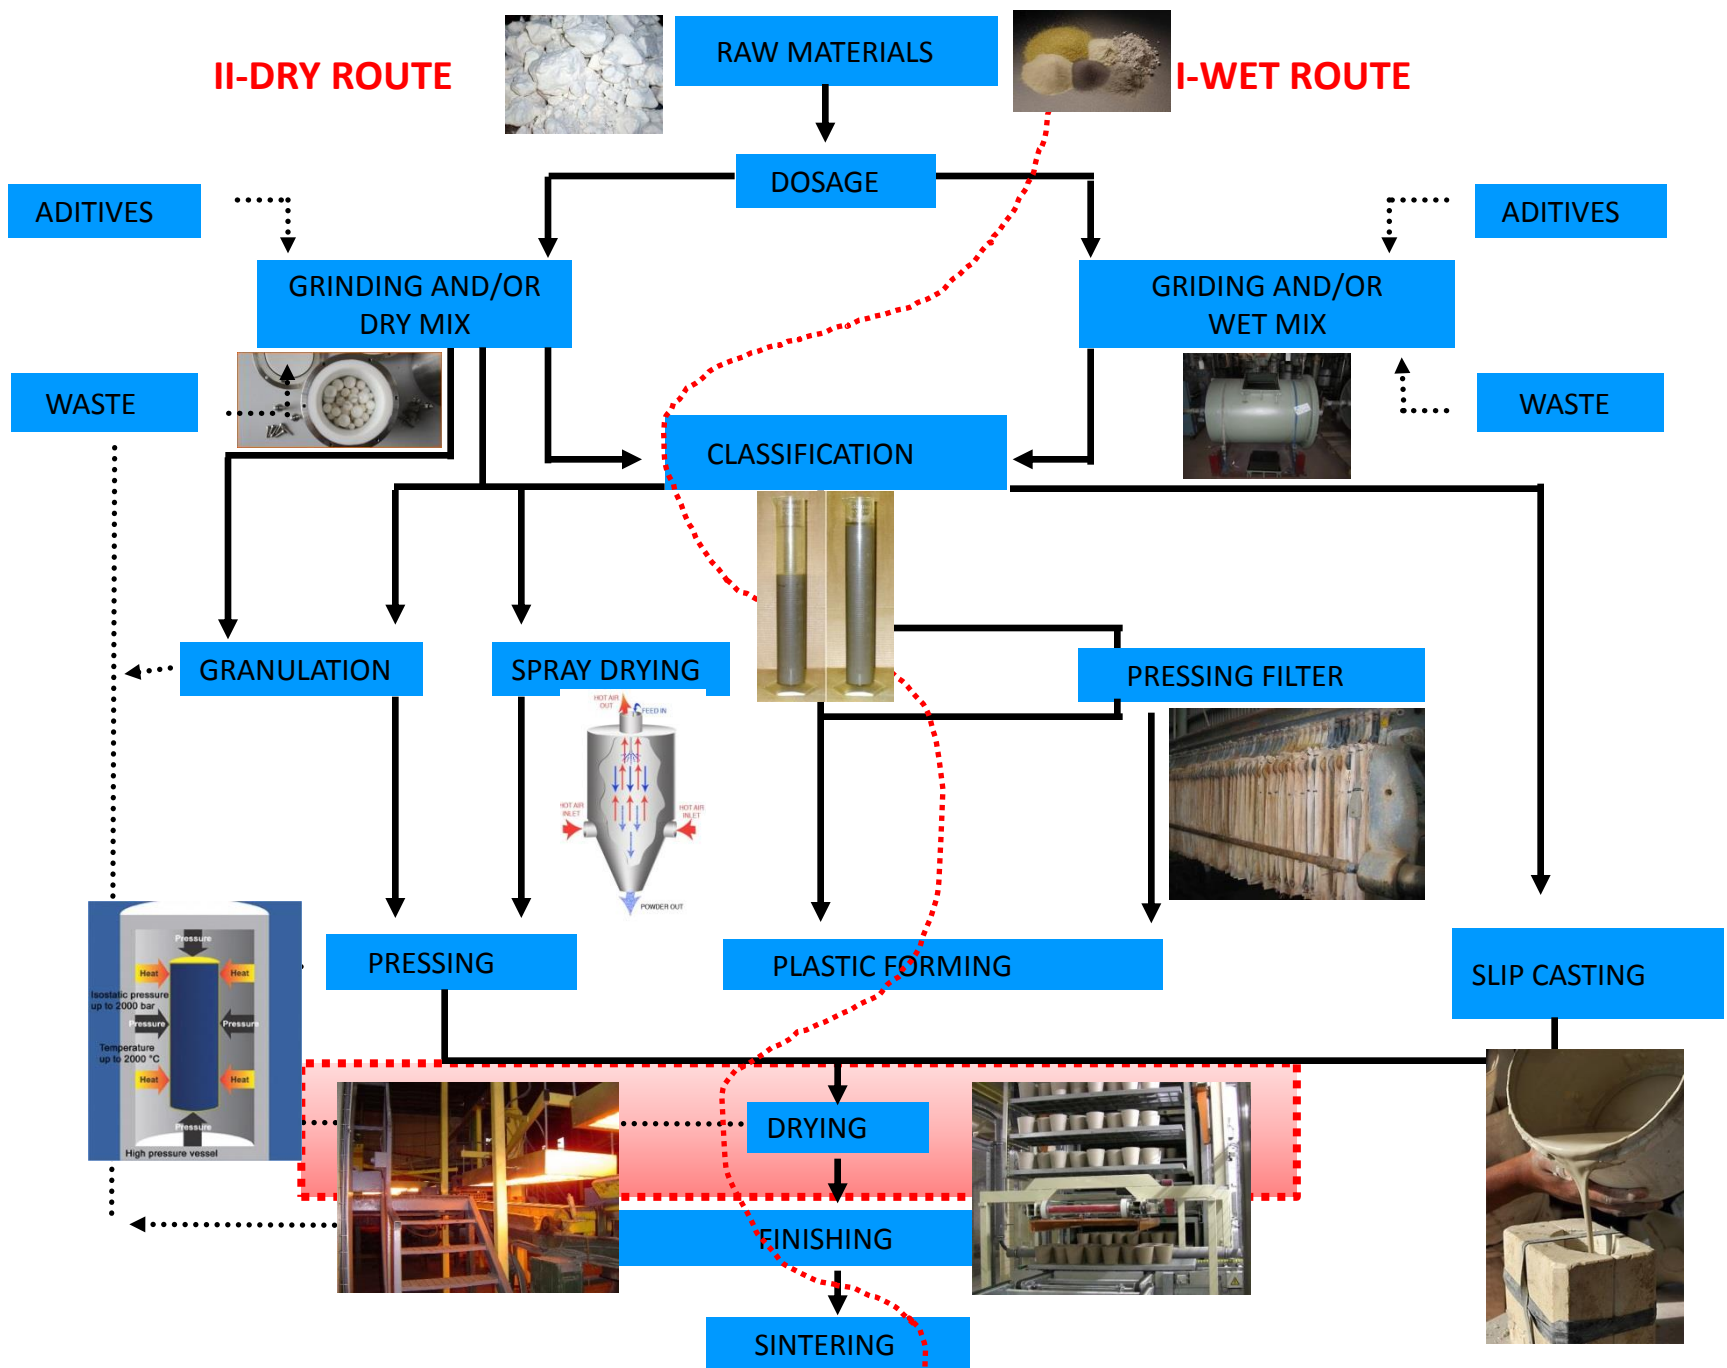 RAW MATERIALS
II-DRY ROUTE
I-WET ROUTE
DOSAGE
ADITIVES
ADITIVES
GRINDING AND/OR
DRY MIX
GRIDING AND/OR
WET MIX
WASTE
WASTE
CLASSIFICATION
GRANULATION
SPRAY DRYING
PRESSING FILTER
HOT AIR
OUT
FEED IN
HOT AIR
INLET
HOT AIR
INLET
POWDER OUT
PRESSING
PLASTIC FORMING
SLIP CASTING
Pressure
Heat
Heat
Isostatic pressure
up to 2000 bar
Pressure
Pressure
Temperature
up to 2000 °C
Heat
Heat
Pressure
High pressure vessel
DRYING
FINISHING
SINTERING